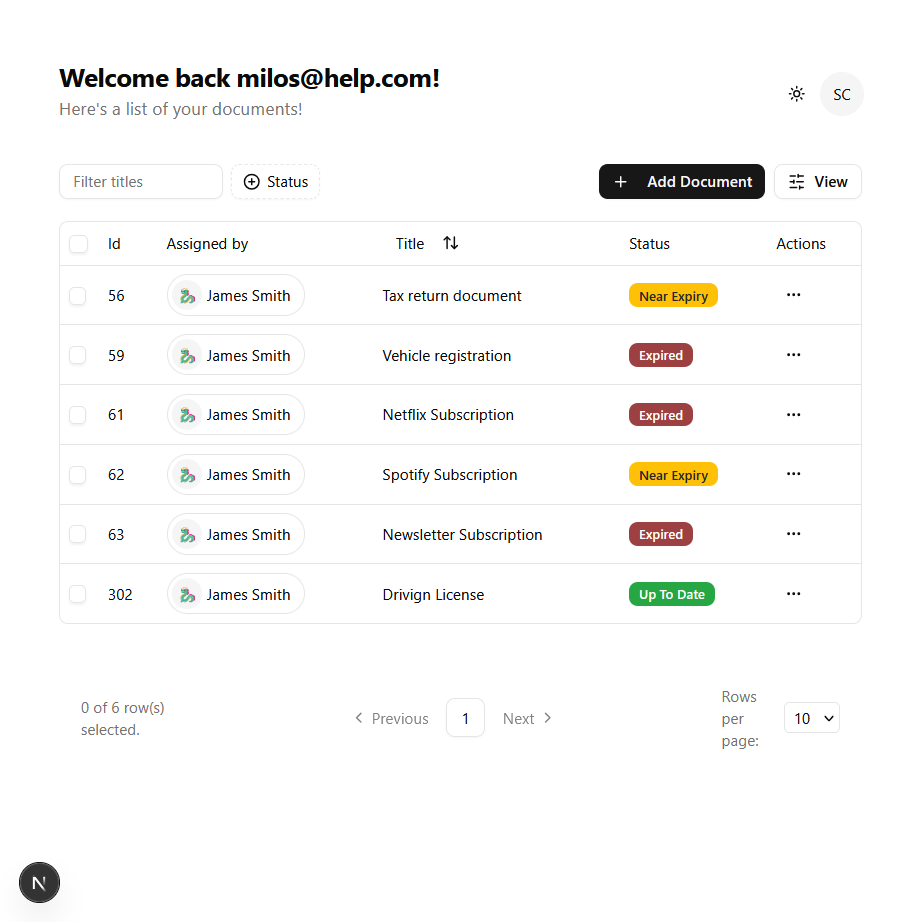 Welcome back milos@help.com!
Here's a list of your documents!
SC
Filter titles
Status
+ Add Document
View
Id Assigned by Title Status Actions
56 James Smith Tax return document Near Expiry ...
59 James Smith Vehicle registration Expired ...
61 James Smith Netflix Subscription Expired ...
62 James Smith Spotify Subscription Near Expiry ...
63 James Smith Newsletter Subscription Expired ...
302 James Smith Drivign License Up To Date ...
0 of 6 row(s)
selected.
Previous 1 Next
Rows
per
page:
10
N